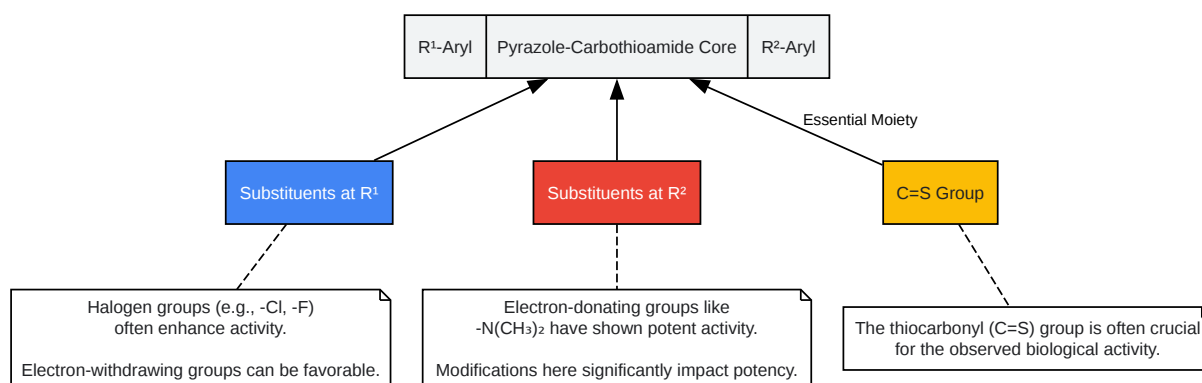 R¹-Aryl
Pyrazole-Carbothioamide Core
R²-Aryl
Essential Moiety
Substituents at R¹
Substituents at R²
C=S Group
Halogen groups (e.g., -Cl, -F)
often enhance activity.
Electron-withdrawing groups can be favorable.
Electron-donating groups like
-N(CH₃)₂ have shown potent activity.
Modifications here significantly impact potency.
The thiocarbonyl (C=S) group is often crucial
for the observed biological activity.